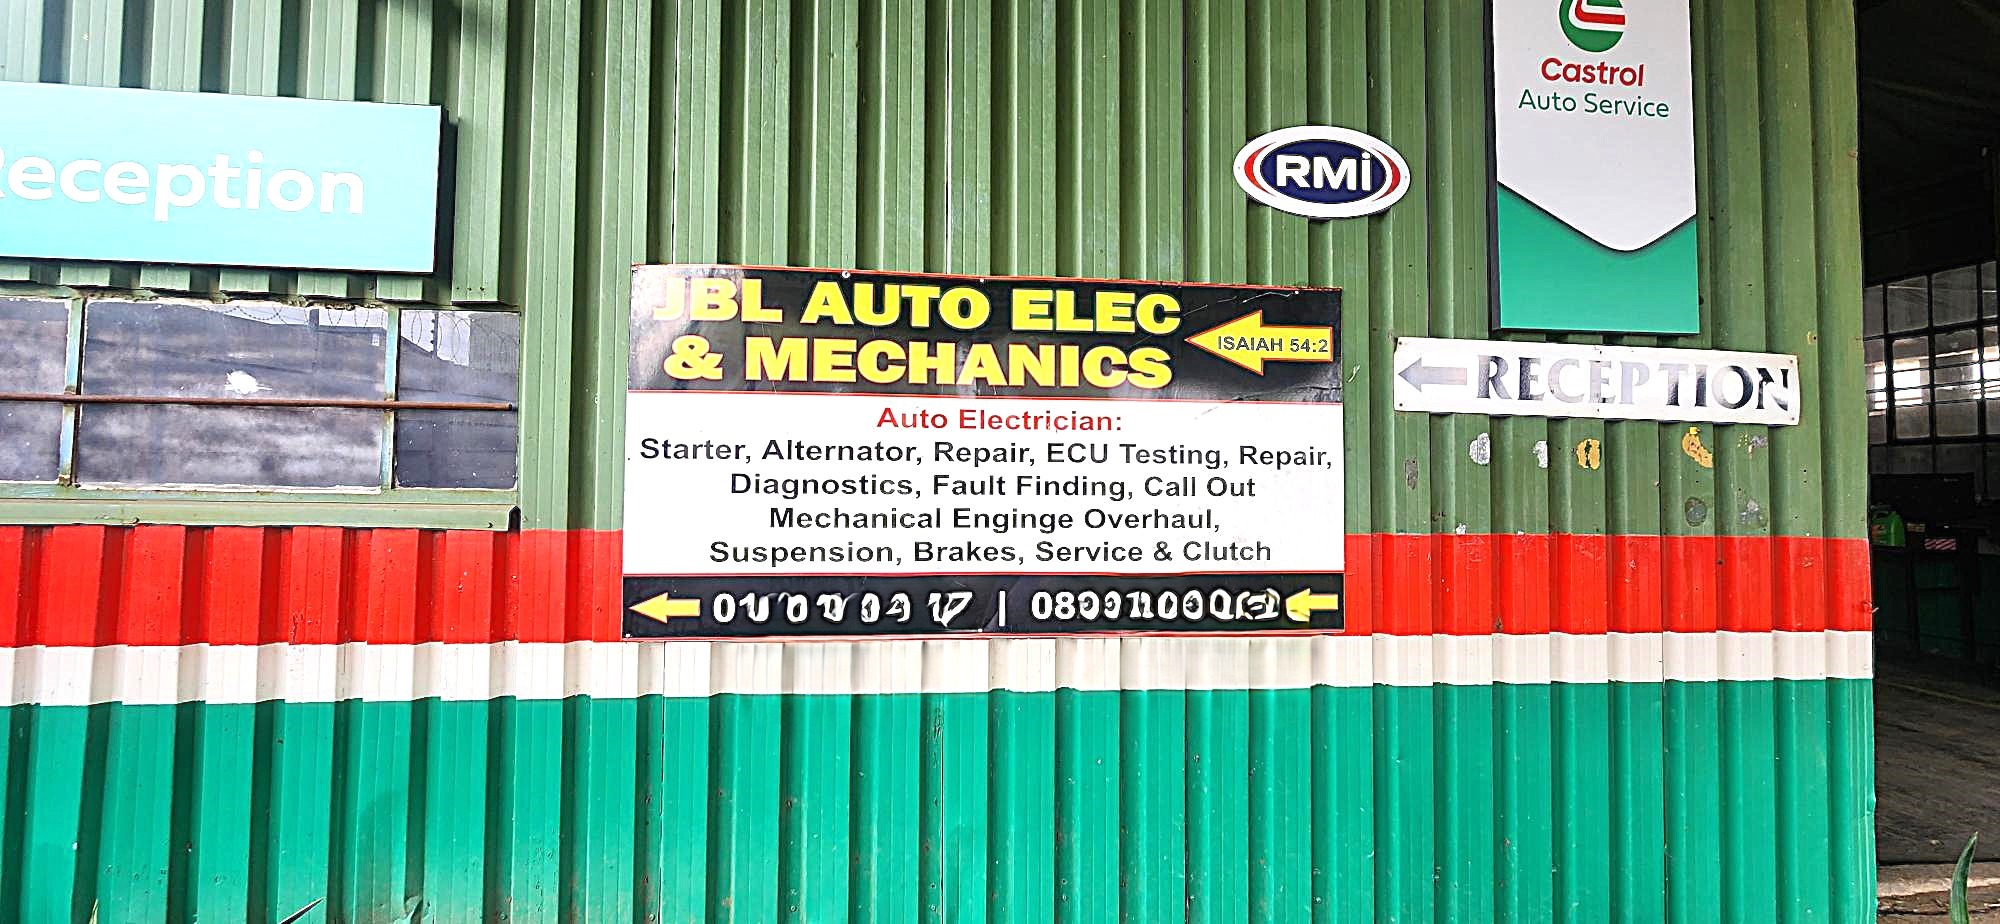 Reception
Castrol
Auto Service
RMi
JBL AUTO ELEC
& MECHANICS
ISAIAH 54:2
RECEPTION
Auto Electrician:
Starter, Alternator, Repair, ECU Testing, Repair,
Diagnostics, Fault Finding, Call Out
Mechanical Enginge Overhaul,
Suspension, Brakes, Service & Clutch